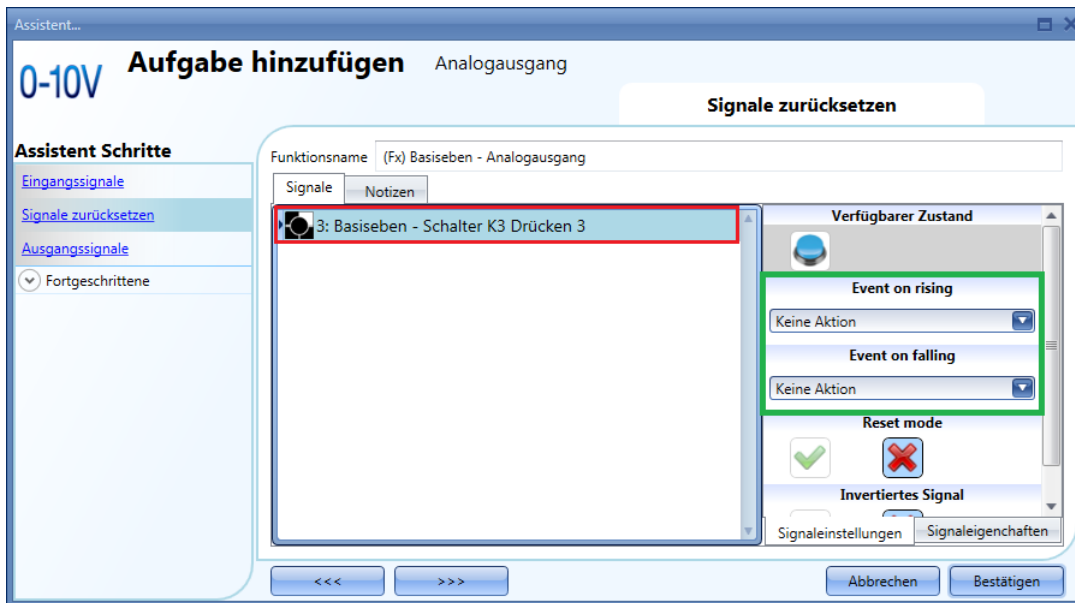 Assistent...
0-10V
Aufgabe hinzufügen Analogausgang
Signale zurücksetzen
Assistent Schritte
Eingangssignale
Signale zurücksetzen
Ausgangssignale
Fortgeschrittene
Funktionsname (Fx) Basiseben - Analogausgang
Signale Notizen
3: Basiseben - Schalter K3 Drücken 3
Verfügbarer Zustand
Event on rising
Keine Aktion
Event on falling
Keine Aktion
Reset mode
Invertiertes Signal
Signaleinstellungen Signaleigenschaften
<<< >>> Abbrechen Bestätigen